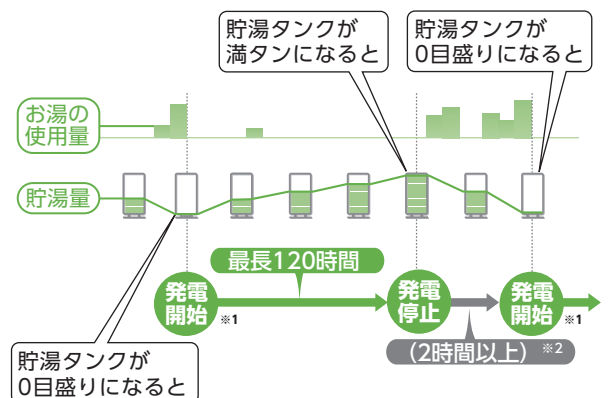 貯湯タンクが
満タンになると
貯湯タンクが
0目盛りになると
お湯の
使用量
貯湯量
最長120時間
発電
開始
※1
発電
停止
発電
開始
※1
(2時間以上)
※2
貯湯タンクが
0目盛りになると